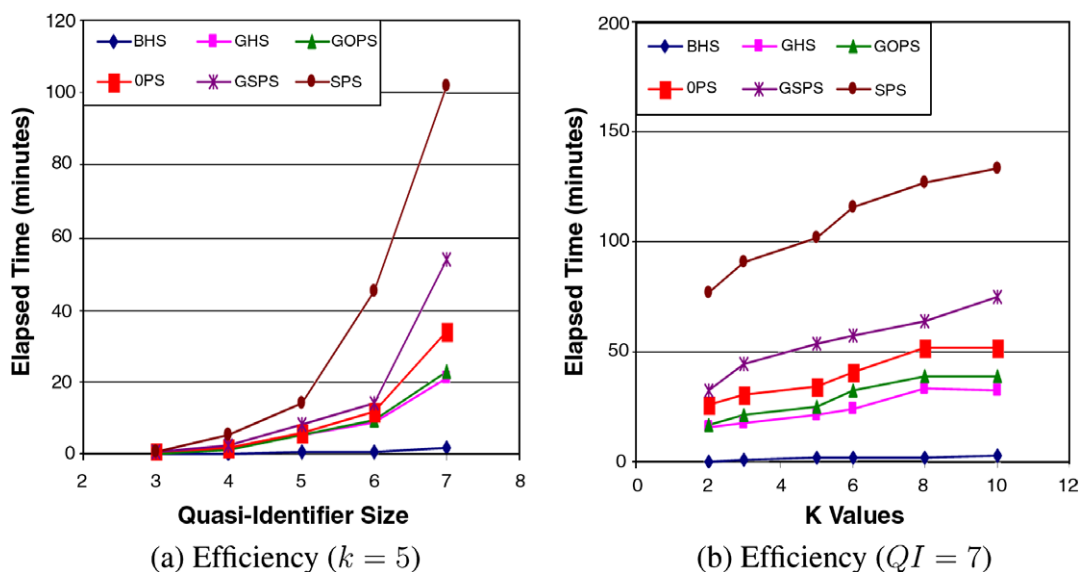 120
100
80
60
40
20
0
Elapsed Time (minutes)
BHS GHS GOPS
0PS GSPS SPS
2 3 4 5 6 7 8
Quasi-Identifier Size
(a) Efficiency (k = 5)
200
150
100
50
0
Elapsed Time (minutes)
BHS GHS GOPS
0PS GSPS SPS
0 2 4 6 8 10 12
K Values
(b) Efficiency (QI = 7)